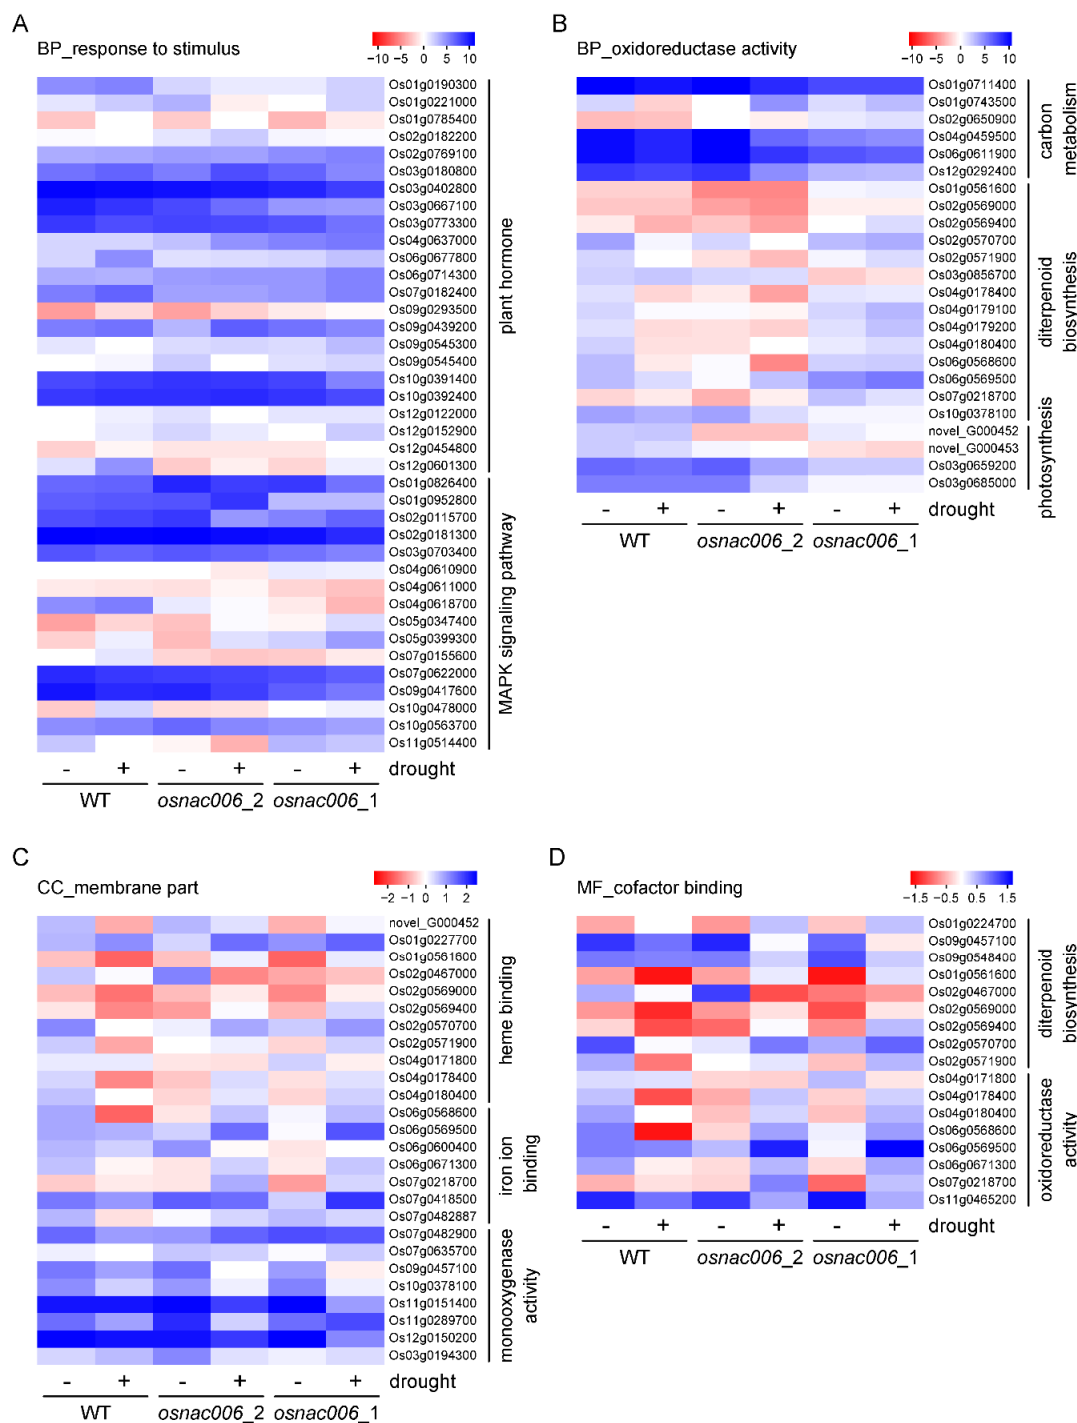 A
BP_response to stimulus
−10 −5 0 5 10
Os01g0190300
Os01g0221000
Os01g0785400
Os02g0182200
Os02g0769100
Os03g0180800
Os03g0402800
Os03g0667100
Os03g0773300
Os04g0637000
Os06g0677800
Os06g0714300
Os07g0182400
Os09g0293500
Os09g0439200
Os09g0545300
Os09g0545400
Os10g0391400
Os10g0392400
Os12g0122000
Os12g0152900
Os12g0454800
Os12g0601300
plant hormone
Os01g0826400
Os01g0952800
Os02g0115700
Os02g0181300
Os03g0703400
Os04g0610900
Os04g0611000
Os04g0618700
Os05g0347400
Os05g0399300
Os07g0155600
Os07g0622000
Os09g0417600
Os10g0478000
Os10g0563700
Os11g0514400
MAPK signaling pathway
- + - + - + drought
WT osnac006_2 osnac006_1
B
BP_oxidoreductase activity
−10 −5 0 5 10
Os01g0711400
Os01g0743500
Os02g0650900
Os04g0459500
Os06g0611900
Os12g0292400
carbon
metabolism
Os01g0561600
Os02g0569000
Os02g0569400
Os02g0570700
Os02g0571900
Os03g0856700
Os04g0178400
Os04g0179100
Os04g0179200
Os04g0180400
Os06g0568600
Os06g0569500
Os07g0218700
Os10g0378100
diterpenoid
biosynthesis
novel_G000452
novel_G000453
Os03g0659200
Os03g0685000
photosynthesis
- + - + - + drought
WT osnac006_2 osnac006_1
C
CC_membrane part
−2 −1 0 1 2
novel_G000452
Os01g0227700
Os01g0561600
Os02g0467000
Os02g0569000
Os02g0569400
Os02g0570700
Os02g0571900
Os04g0171800
Os04g0178400
Os04g0180400
heme binding
Os06g0568600
Os06g0569500
Os06g0600400
Os06g0671300
Os07g0218700
Os07g0418500
Os07g0482887
iron ion
binding
Os07g0482900
Os07g0635700
Os09g0457100
Os10g0378100
Os11g0151400
Os11g0289700
Os12g0150200
Os03g0194300
monooxygenase
activity
- + - + - + drought
WT osnac006_2 osnac006_1
D
MF_cofactor binding
−1.5 −0.5 0.5 1.5
Os01g0224700
Os09g0457100
Os09g0548400
Os01g0561600
Os02g0467000
Os02g0569000
Os02g0569400
Os02g0570700
Os02g0571900
diterpenoid
biosynthesis
Os04g0171800
Os04g0178400
Os04g0180400
Os06g0568600
Os06g0569500
Os06g0671300
Os07g0218700
Os11g0465200
oxidoreductase
activity
- + - + - + drought
WT osnac006_2 osnac006_1